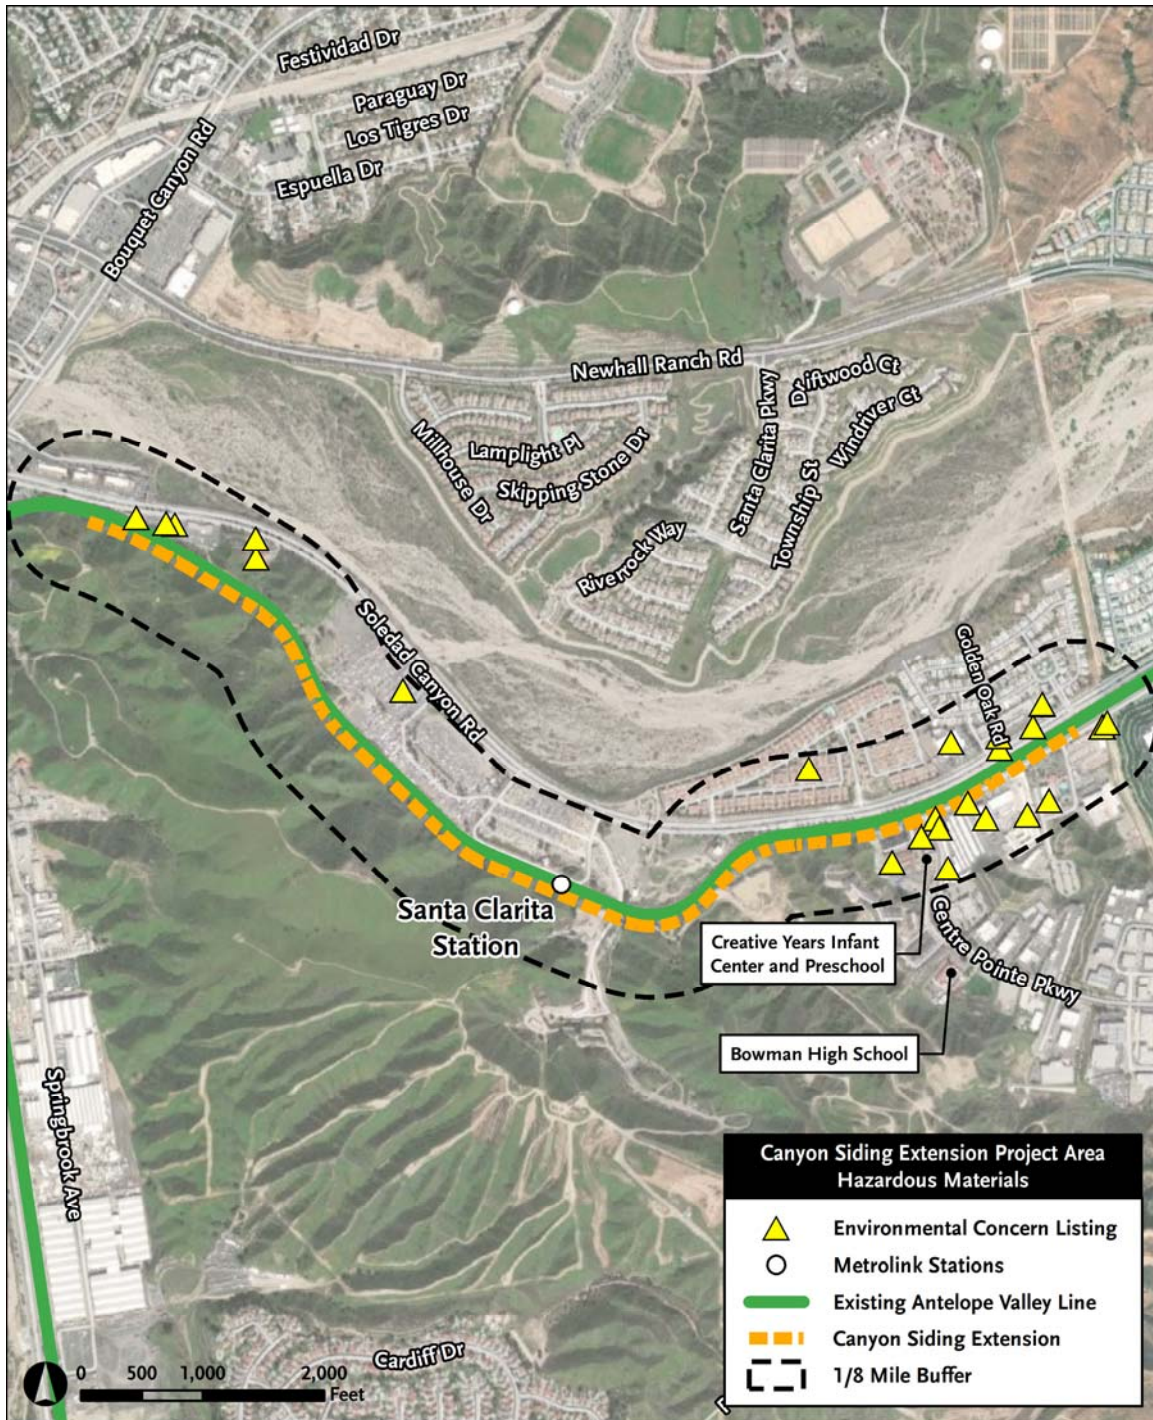 Festividad Dr
Paraguay Dr
Los Tigres Dr
Espuella Dr
Bouquet Canyon Rd
Newhall Ranch Rd
Driftwood Ct
Santa Clarita Pkwy
Windriver Ct
Millhouse Dr
Lamplight Pl
Skipping Stone Dr
Township St
Riverrock Way
Soledad Canyon Rd
Golden Oak Rd
Santa Clarita
Station
Creative Years Infant
Center and Preschool
Centre Pointe Pkwy
Bowman High School
Springbrook Ave
Cardiff Dr
Canyon Siding Extension Project Area
Hazardous Materials
Environmental Concern Listing
Metrolink Stations
Existing Antelope Valley Line
Canyon Siding Extension
1/8 Mile Buffer
0 500 1,000 2,000
Feet